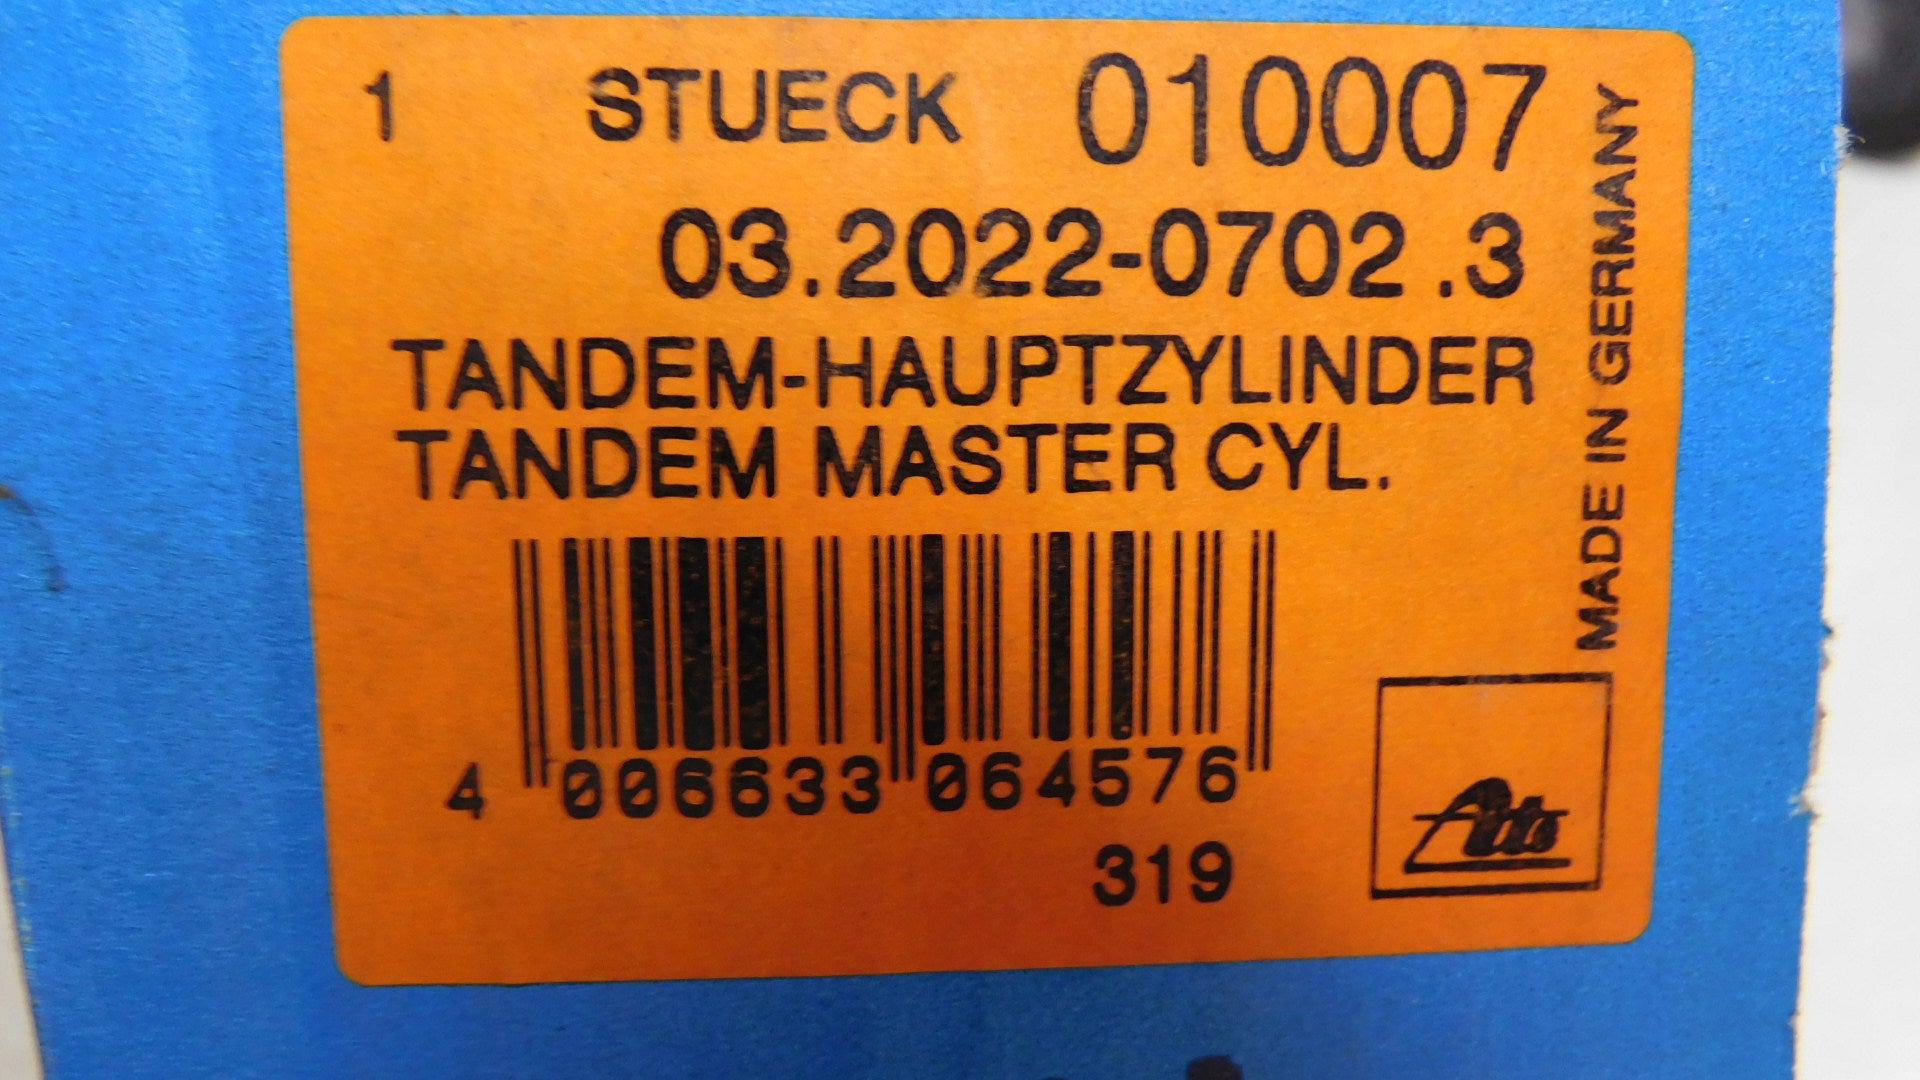 1 STUECK 010007
03.2022-0702.3
TANDEM-HAUPTZYLINDER
TANDEM MASTER CYL.
4 006633 064576
319
MADE IN GERMANY
Ate